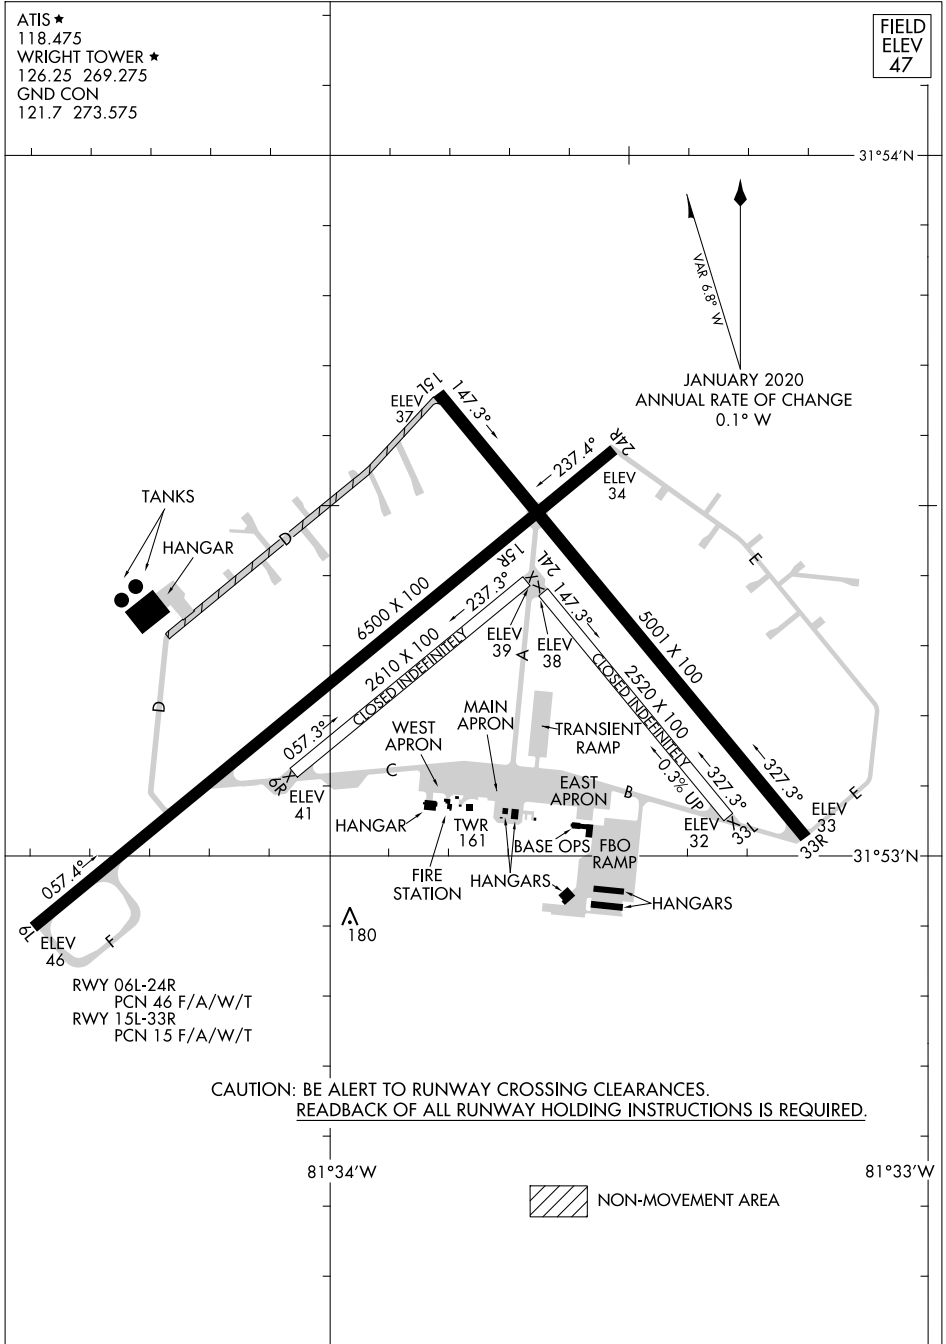 ATIS ★
118.475
WRIGHT TOWER ★
126.25 269.275
GND CON
121.7 273.575
FIELD
ELEV
47
31°54'N
VAR 6.8° W
JANUARY 2020
ANNUAL RATE OF CHANGE
0.1° W
15L
147.3°
ELEV
37
237.4°
24R
ELEV
34
TANKS
HANGAR
D
E
15R
24L
6500 X 100
237.3°
147.3°
5001 X 100
2610 X 100
CLOSED INDEFINITELY
ELEV
39
A
ELEV
38
2520 X 100
CLOSED INDEFINITELY
D
MAIN
APRON
WEST
APRON
TRANSIENT
RAMP
057.3°
X
X
C
6R
X
ELEV
41
EAST
APRON
B
0.3% UP
327.3°
327.3°
E
ELEV
33
HANGAR
TWR
161
BASE OPS
FBO
RAMP
ELEV
32
X
33L
33R
31°53'N
057.4°
FIRE
STATION
HANGARS
HANGARS
180
6L
ELEV
46
F
RWY 06L-24R
PCN 46 F/A/W/T
RWY 15L-33R
PCN 15 F/A/W/T
CAUTION: BE ALERT TO RUNWAY CROSSING CLEARANCES.
READBACK OF ALL RUNWAY HOLDING INSTRUCTIONS IS REQUIRED.
81°34'W
81°33'W
NON-MOVEMENT AREA